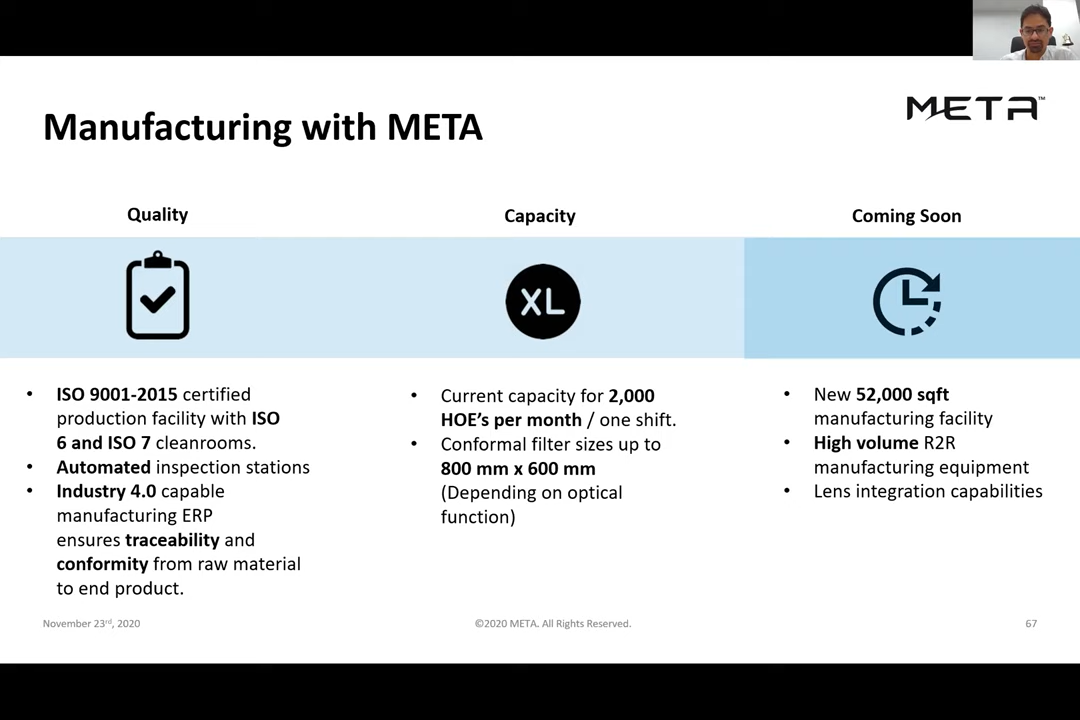 Manufacturing with META
META™
Quality
Capacity
Coming Soon
XL
• ISO 9001-2015 certified
production facility with ISO
6 and ISO 7 cleanrooms.
• Automated inspection stations
• Industry 4.0 capable
manufacturing ERP
ensures traceability and
conformity from raw material
to end product.
• Current capacity for 2,000
HOE's per month / one shift.
• Conformal filter sizes up to
800 mm x 600 mm
(Depending on optical
function)
• New 52,000 sqft
manufacturing facility
• High volume R2R
manufacturing equipment
• Lens integration capabilities
November 23rd, 2020
©2020 META. All Rights Reserved.
67